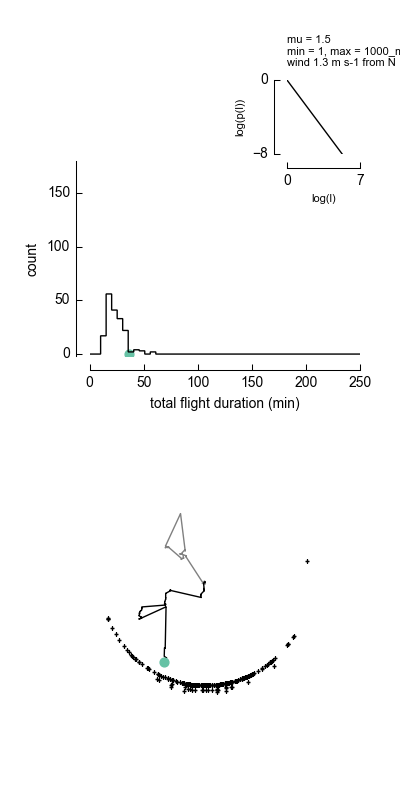 mu = 1.5
min = 1, max = 1000_m
wind 1.3 m s-1 from N
0
log(p(l))
−8
0
7
log(l)
150
100
50
0
count
0
50
100
150
200
250
total flight duration (min)